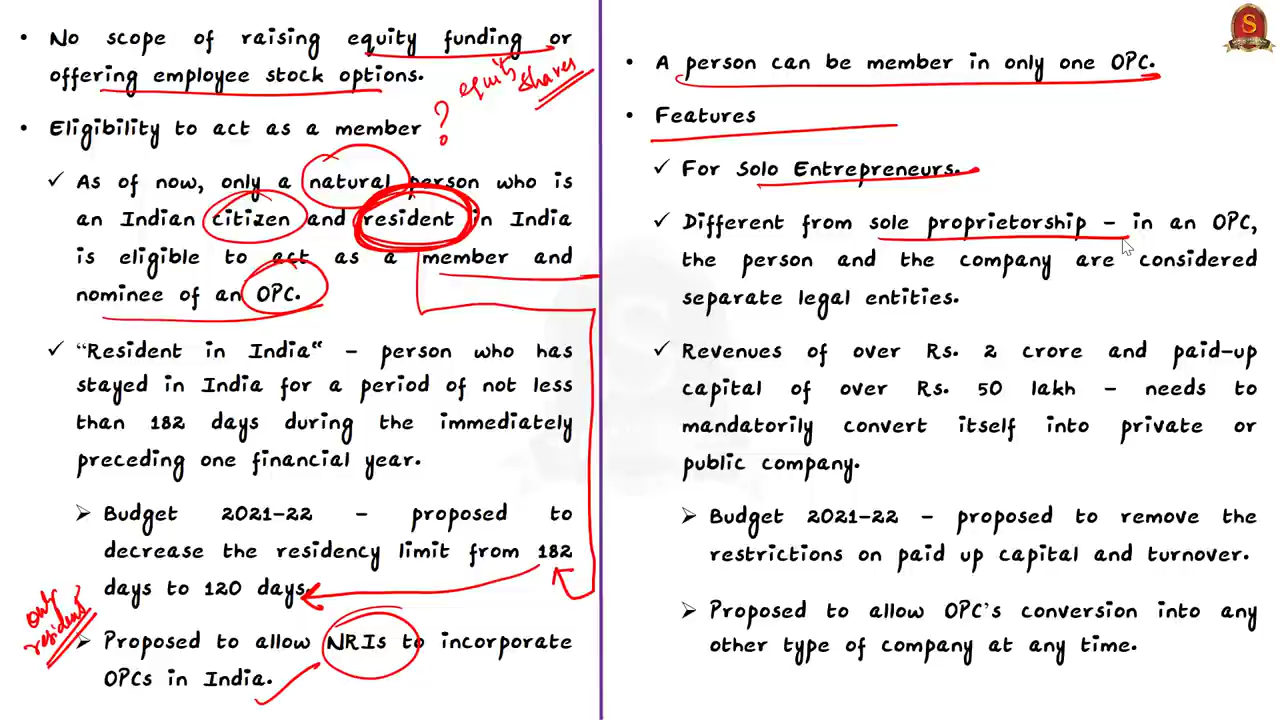 • No scope of raising equity funding or
offering employee stock options.
equity
shares
• Eligibility to act as a member ?
✓ As of now, only a natural person who is
an Indian citizen and resident in India
is eligible to act as a member and
nominee of an OPC.
✓ "Resident in India" - person who has
stayed in India for a period of not less
than 182 days during the immediately
preceding one financial year.
➤ Budget 2021-22 - proposed to
decrease the residency limit from 182
days to 120 days.
only
resident
➤ Proposed to allow NRIs to incorporate
OPCs in India.
• A person can be member in only one OPC.
• Features
✓ For Solo Entrepreneurs.
✓ Different from sole proprietorship - in an OPC,
the person and the company are considered
separate legal entities.
✓ Revenues of over Rs. 2 crore and paid-up
capital of over Rs. 50 lakh - needs to
mandatorily convert itself into private or
public company.
➤ Budget 2021-22 - proposed to remove the
restrictions on paid up capital and turnover.
➤ Proposed to allow OPC's conversion into any
other type of company at any time.
S